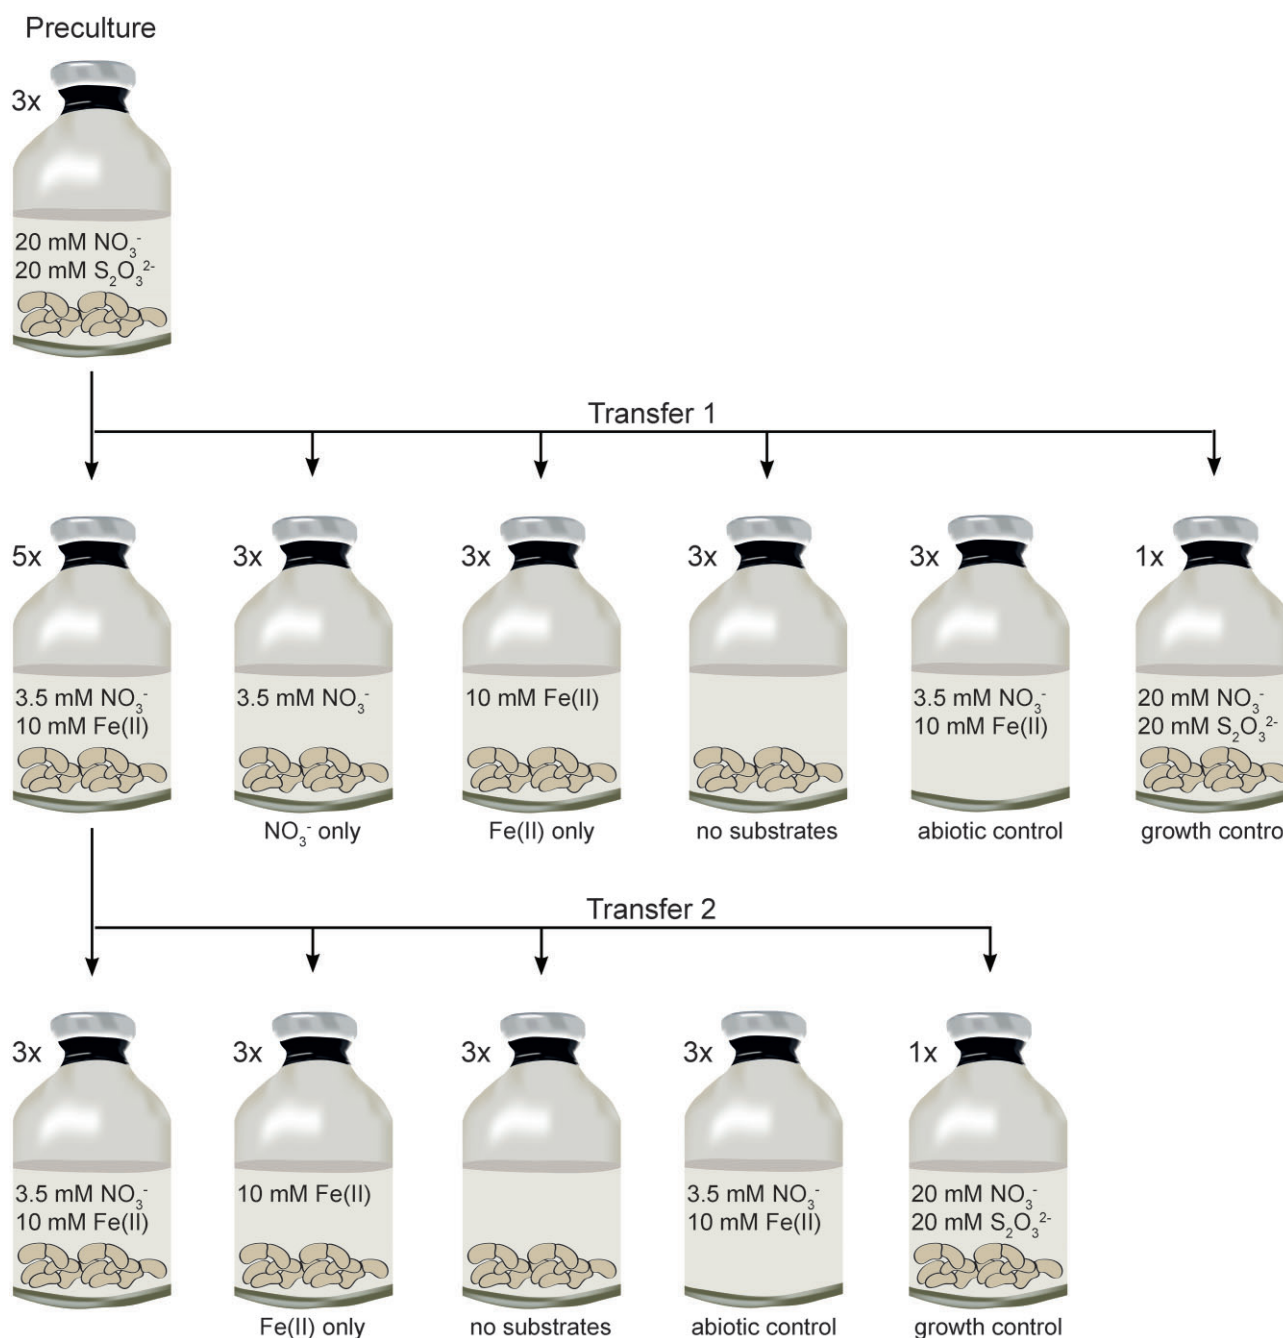 Preculture
3x
20 mM NO₃⁻
20 mM S₂O₃²⁻
Transfer 1
5x
3.5 mM NO₃⁻
10 mM Fe(II)
3x
3.5 mM NO₃⁻
NO₃⁻ only
3x
10 mM Fe(II)
Fe(II) only
3x
no substrates
3x
3.5 mM NO₃⁻
10 mM Fe(II)
abiotic control
1x
20 mM NO₃⁻
20 mM S₂O₃²⁻
growth control
Transfer 2
3x
3.5 mM NO₃⁻
10 mM Fe(II)
3x
10 mM Fe(II)
Fe(II) only
3x
no substrates
3x
3.5 mM NO₃⁻
10 mM Fe(II)
abiotic control
1x
20 mM NO₃⁻
20 mM S₂O₃²⁻
growth control